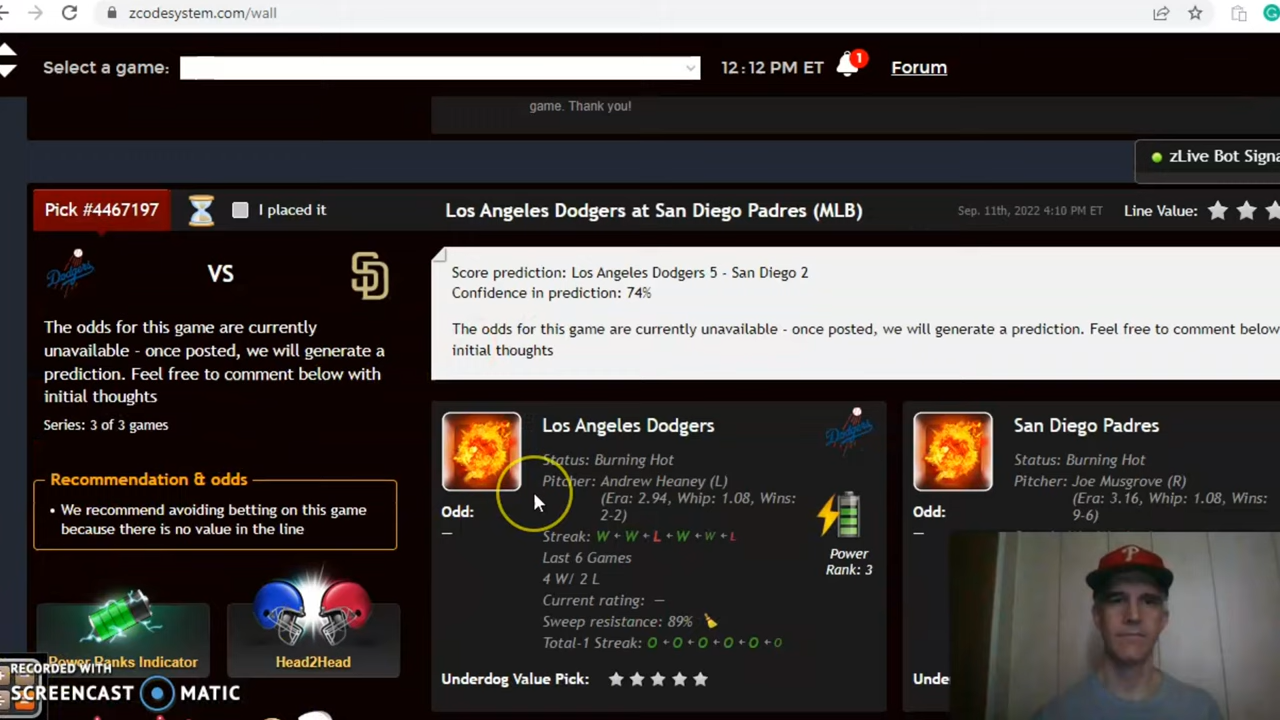 zcodesystem.com/wall
Select a game:
12:12 PM ET
1
Forum
game. Thank you!
zLive Bot Signa
Pick #4467197
I placed it
Los Angeles Dodgers at San Diego Padres (MLB)
Sep. 11th, 2022 4:10 PM ET
Line Value:
Dodgers
VS
SD
The odds for this game are currently
unavailable - once posted, we will generate a
prediction. Feel free to comment below with
initial thoughts
Series: 3 of 3 games
Recommendation & odds
• We recommend avoiding betting on this game
because there is no value in the line
Power Ranks Indicator
Head2Head
Score prediction: Los Angeles Dodgers 5 - San Diego 2
Confidence in prediction: 74%
The odds for this game are currently unavailable - once posted, we will generate a prediction. Feel free to comment below
initial thoughts
Los Angeles Dodgers
Dodgers
Status: Burning Hot
Pitcher: Andrew Heaney (L)
(Era: 2.94, Whip: 1.08, Wins:
2-2)
Odd:
—
Streak: W ← W ← L ← W ← W ← L
Last 6 Games
4 W/ 2 L
Current rating: —
Sweep resistance: 89%
Total-1 Streak: O ← O ← O ← O ← O ← O
Power
Rank: 3
Underdog Value Pick:
San Diego Padres
Status: Burning Hot
Pitcher: Joe Musgrove (R)
(Era: 3.16, Whip: 1.08, Wins:
9-6)
Odd:
—
Unde
P
RECORDED WITH
SCREENCAST MATIC